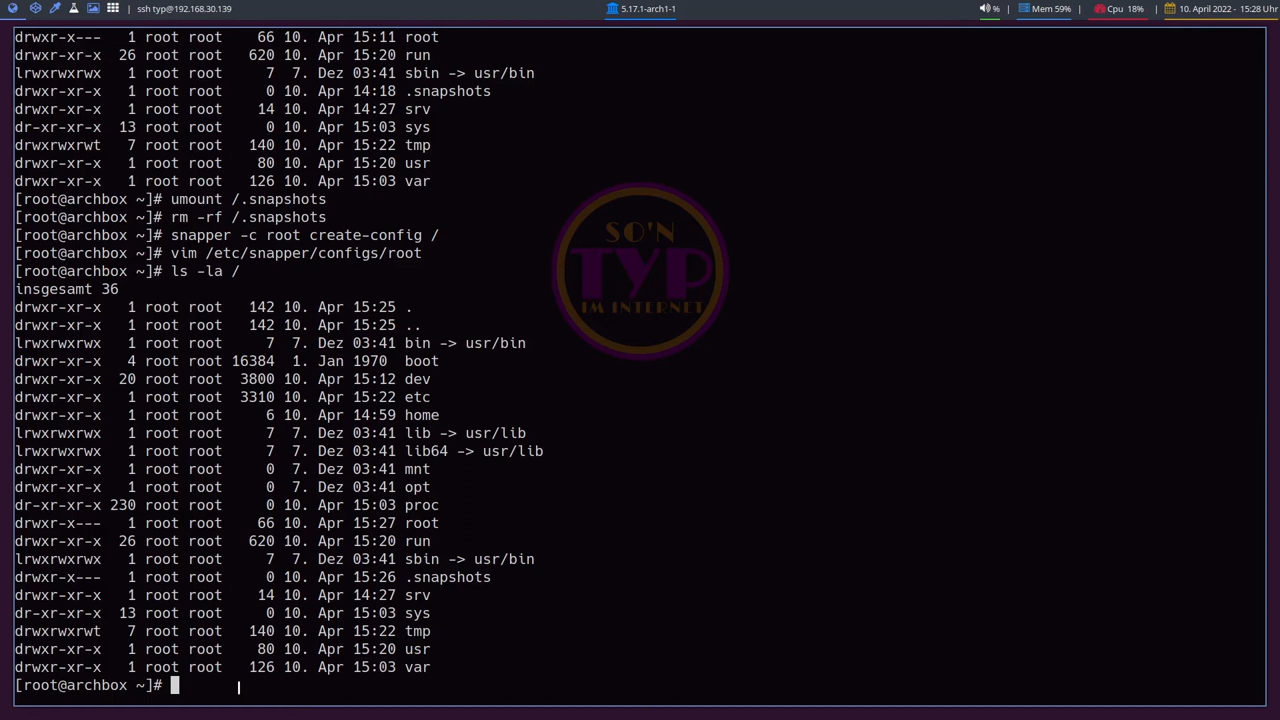 ssh typ@192.168.30.139
5.17.1-arch1-1
%
Mem 59%
Cpu 18%
10. April 2022 - 15:28 Uhr
drwxr-x---   1 root root    66 10. Apr 15:11 root
drwxr-xr-x  26 root root   620 10. Apr 15:20 run
lrwxrwxrwx   1 root root     7  7. Dez 03:41 sbin -> usr/bin
drwxr-xr-x   1 root root     0 10. Apr 14:18 .snapshots
drwxr-xr-x   1 root root    14 10. Apr 14:27 srv
dr-xr-xr-x  13 root root     0 10. Apr 15:03 sys
drwxrwxrwt   7 root root   140 10. Apr 15:22 tmp
drwxr-xr-x   1 root root    80 10. Apr 15:20 usr
drwxr-xr-x   1 root root   126 10. Apr 15:03 var
[root@archbox ~]# umount /.snapshots
[root@archbox ~]# rm -rf /.snapshots
[root@archbox ~]# snapper -c root create-config /
[root@archbox ~]# vim /etc/snapper/configs/root
[root@archbox ~]# ls -la /
insgesamt 36
drwxr-xr-x   1 root root   142 10. Apr 15:25 .
drwxr-xr-x   1 root root   142 10. Apr 15:25 ..
lrwxrwxrwx   1 root root     7  7. Dez 03:41 bin -> usr/bin
drwxr-xr-x   4 root root 16384  1. Jan 1970  boot
drwxr-xr-x  20 root root  3800 10. Apr 15:12 dev
drwxr-xr-x   1 root root  3310 10. Apr 15:22 etc
drwxr-xr-x   1 root root     6 10. Apr 14:59 home
lrwxrwxrwx   1 root root     7  7. Dez 03:41 lib -> usr/lib
lrwxrwxrwx   1 root root     7  7. Dez 03:41 lib64 -> usr/lib
drwxr-xr-x   1 root root     0  7. Dez 03:41 mnt
drwxr-xr-x   1 root root     0  7. Dez 03:41 opt
dr-xr-xr-x 230 root root     0 10. Apr 15:03 proc
drwxr-x---   1 root root    66 10. Apr 15:27 root
drwxr-xr-x  26 root root   620 10. Apr 15:20 run
lrwxrwxrwx   1 root root     7  7. Dez 03:41 sbin -> usr/bin
drwxr-x---   1 root root     0 10. Apr 15:26 .snapshots
drwxr-xr-x   1 root root    14 10. Apr 14:27 srv
dr-xr-xr-x  13 root root     0 10. Apr 15:03 sys
drwxrwxrwt   7 root root   140 10. Apr 15:22 tmp
drwxr-xr-x   1 root root    80 10. Apr 15:20 usr
drwxr-xr-x   1 root root   126 10. Apr 15:03 var
[root@archbox ~]#
SO'N
TYP
IM INTERNET